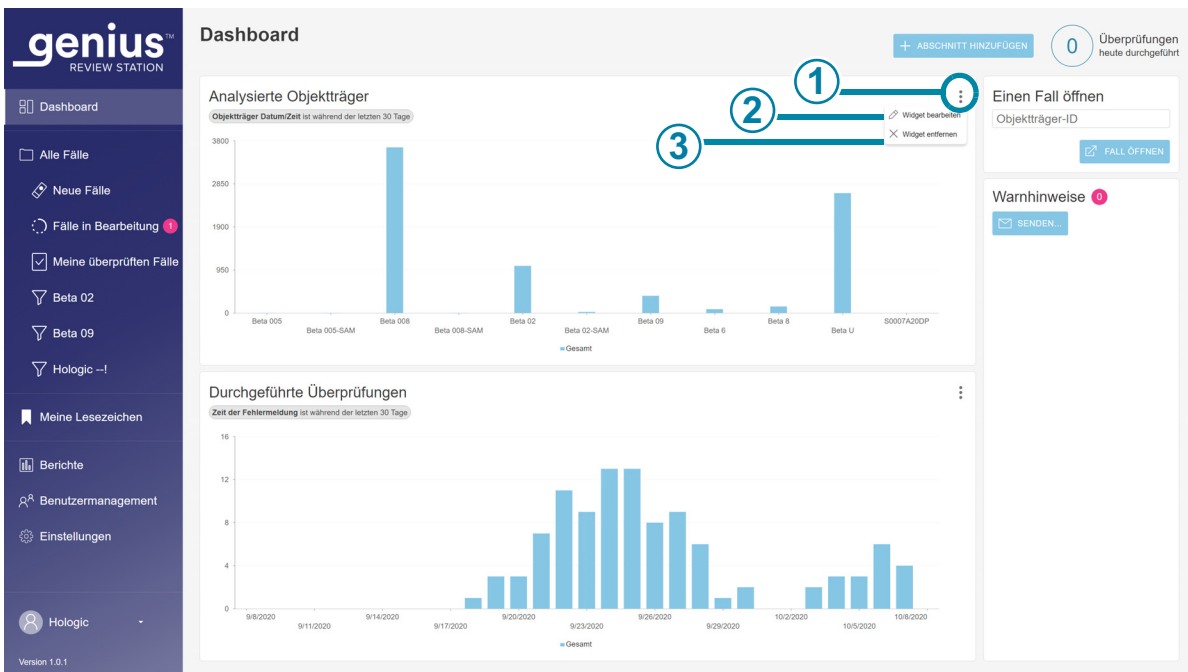 genius™
REVIEW STATION
Dashboard
Alle Fälle
Neue Fälle
Fälle in Bearbeitung 1
Meine überprüften Fälle
Beta 02
Beta 09
Hologic --!
Meine Lesezeichen
Berichte
Benutzermanagement
Einstellungen
Hologic
Version 1.0.1
Dashboard
+ ABSCHNITT HINZUFÜGEN
0
Überprüfungen
heute durchgeführt
Analysierte Objektträger
Objektträger Datum/Zeit ist während der letzten 30 Tage
1
2
3
Widget bearbeiten
Widget entfernen
3800
2850
1900
950
0
Beta 005
Beta 005-SAM
Beta 008
Beta 008-SAM
Beta 02
Beta 02-SAM
Beta 09
Beta 6
Beta 8
Beta U
S0007A20DP
Gesamt
Durchgeführte Überprüfungen
Zeit der Fehlermeldung ist während der letzten 30 Tage
16
12
8
4
0
9/8/2020
9/11/2020
9/14/2020
9/17/2020
9/20/2020
9/23/2020
9/26/2020
9/29/2020
10/2/2020
10/5/2020
10/8/2020
Gesamt
Einen Fall öffnen
Objektträger-ID
FALL ÖFFNEN
Warnhinweise 0
SENDEN...